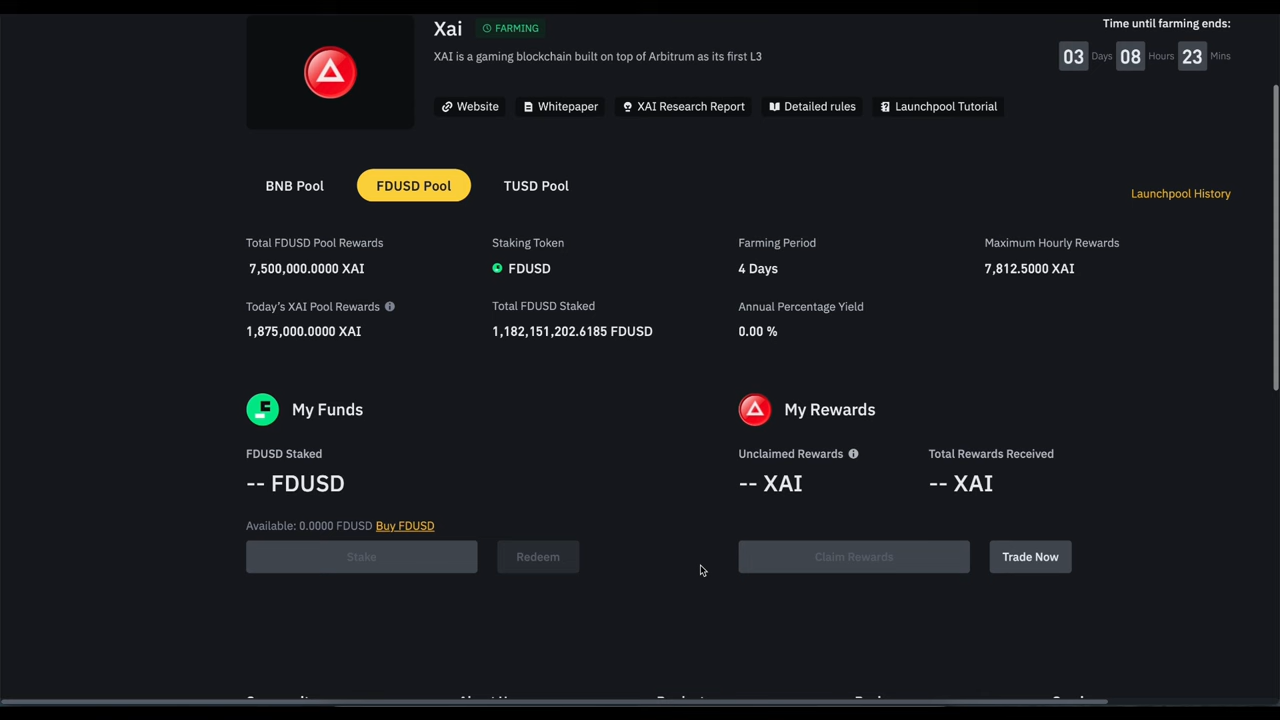 Xai FARMING
Time until farming ends:
XAI is a gaming blockchain built on top of Arbitrum as its first L3
03 Days 08 Hours 23 Mins
Website Whitepaper XAI Research Report Detailed rules Launchpool Tutorial
BNB Pool FDUSD Pool TUSD Pool
Launchpool History
Total FDUSD Pool Rewards Staking Token Farming Period Maximum Hourly Rewards
7,500,000.0000 XAI FDUSD 4 Days 7,812.5000 XAI
Today's XAI Pool Rewards Total FDUSD Staked Annual Percentage Yield
1,875,000.0000 XAI 1,182,151,202.6185 FDUSD 0.00 %
My Funds My Rewards
FDUSD Staked Unclaimed Rewards Total Rewards Received
-- FDUSD -- XAI -- XAI
Available: 0.0000 FDUSD Buy FDUSD
Stake Redeem Claim Rewards Trade Now